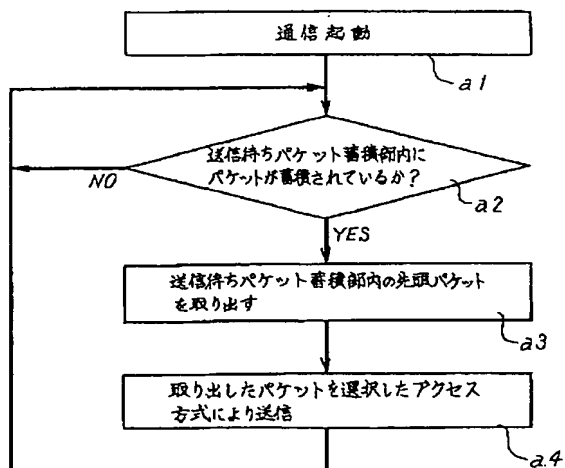 通信起動
a1
送信待ちパケット蓄積部内に
パケットが蓄積されているか?
NO
a2
YES
送信待ちパケット蓄積部内の先頭パケット
を取り出す
a3
取り出したパケットを選択したアクセス
方式により送信
a4